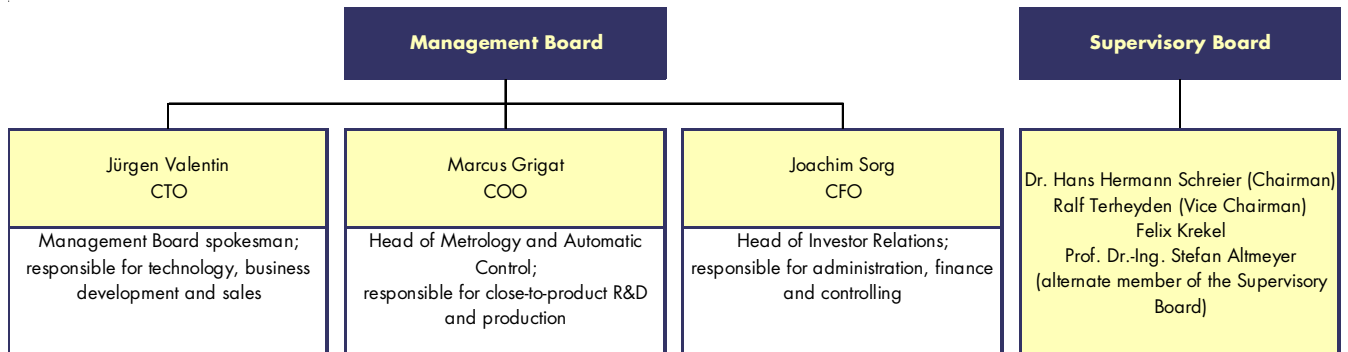 Management Board
Supervisory Board
Jürgen Valentin
CTO
Management Board spokesman;
responsible for technology, business
development and sales
Marcus Grigat
COO
Head of Metrology and Automatic
Control;
responsible for close-to-product R&D
and production
Joachim Sorg
CFO
Head of Investor Relations;
responsible for administration, finance
and controlling
Dr. Hans Hermann Schreier (Chairman)
Ralf Terheyden (Vice Chairman)
Felix Krekel
Prof. Dr.-Ing. Stefan Altmeyer
(alternate member of the Supervisory
Board)